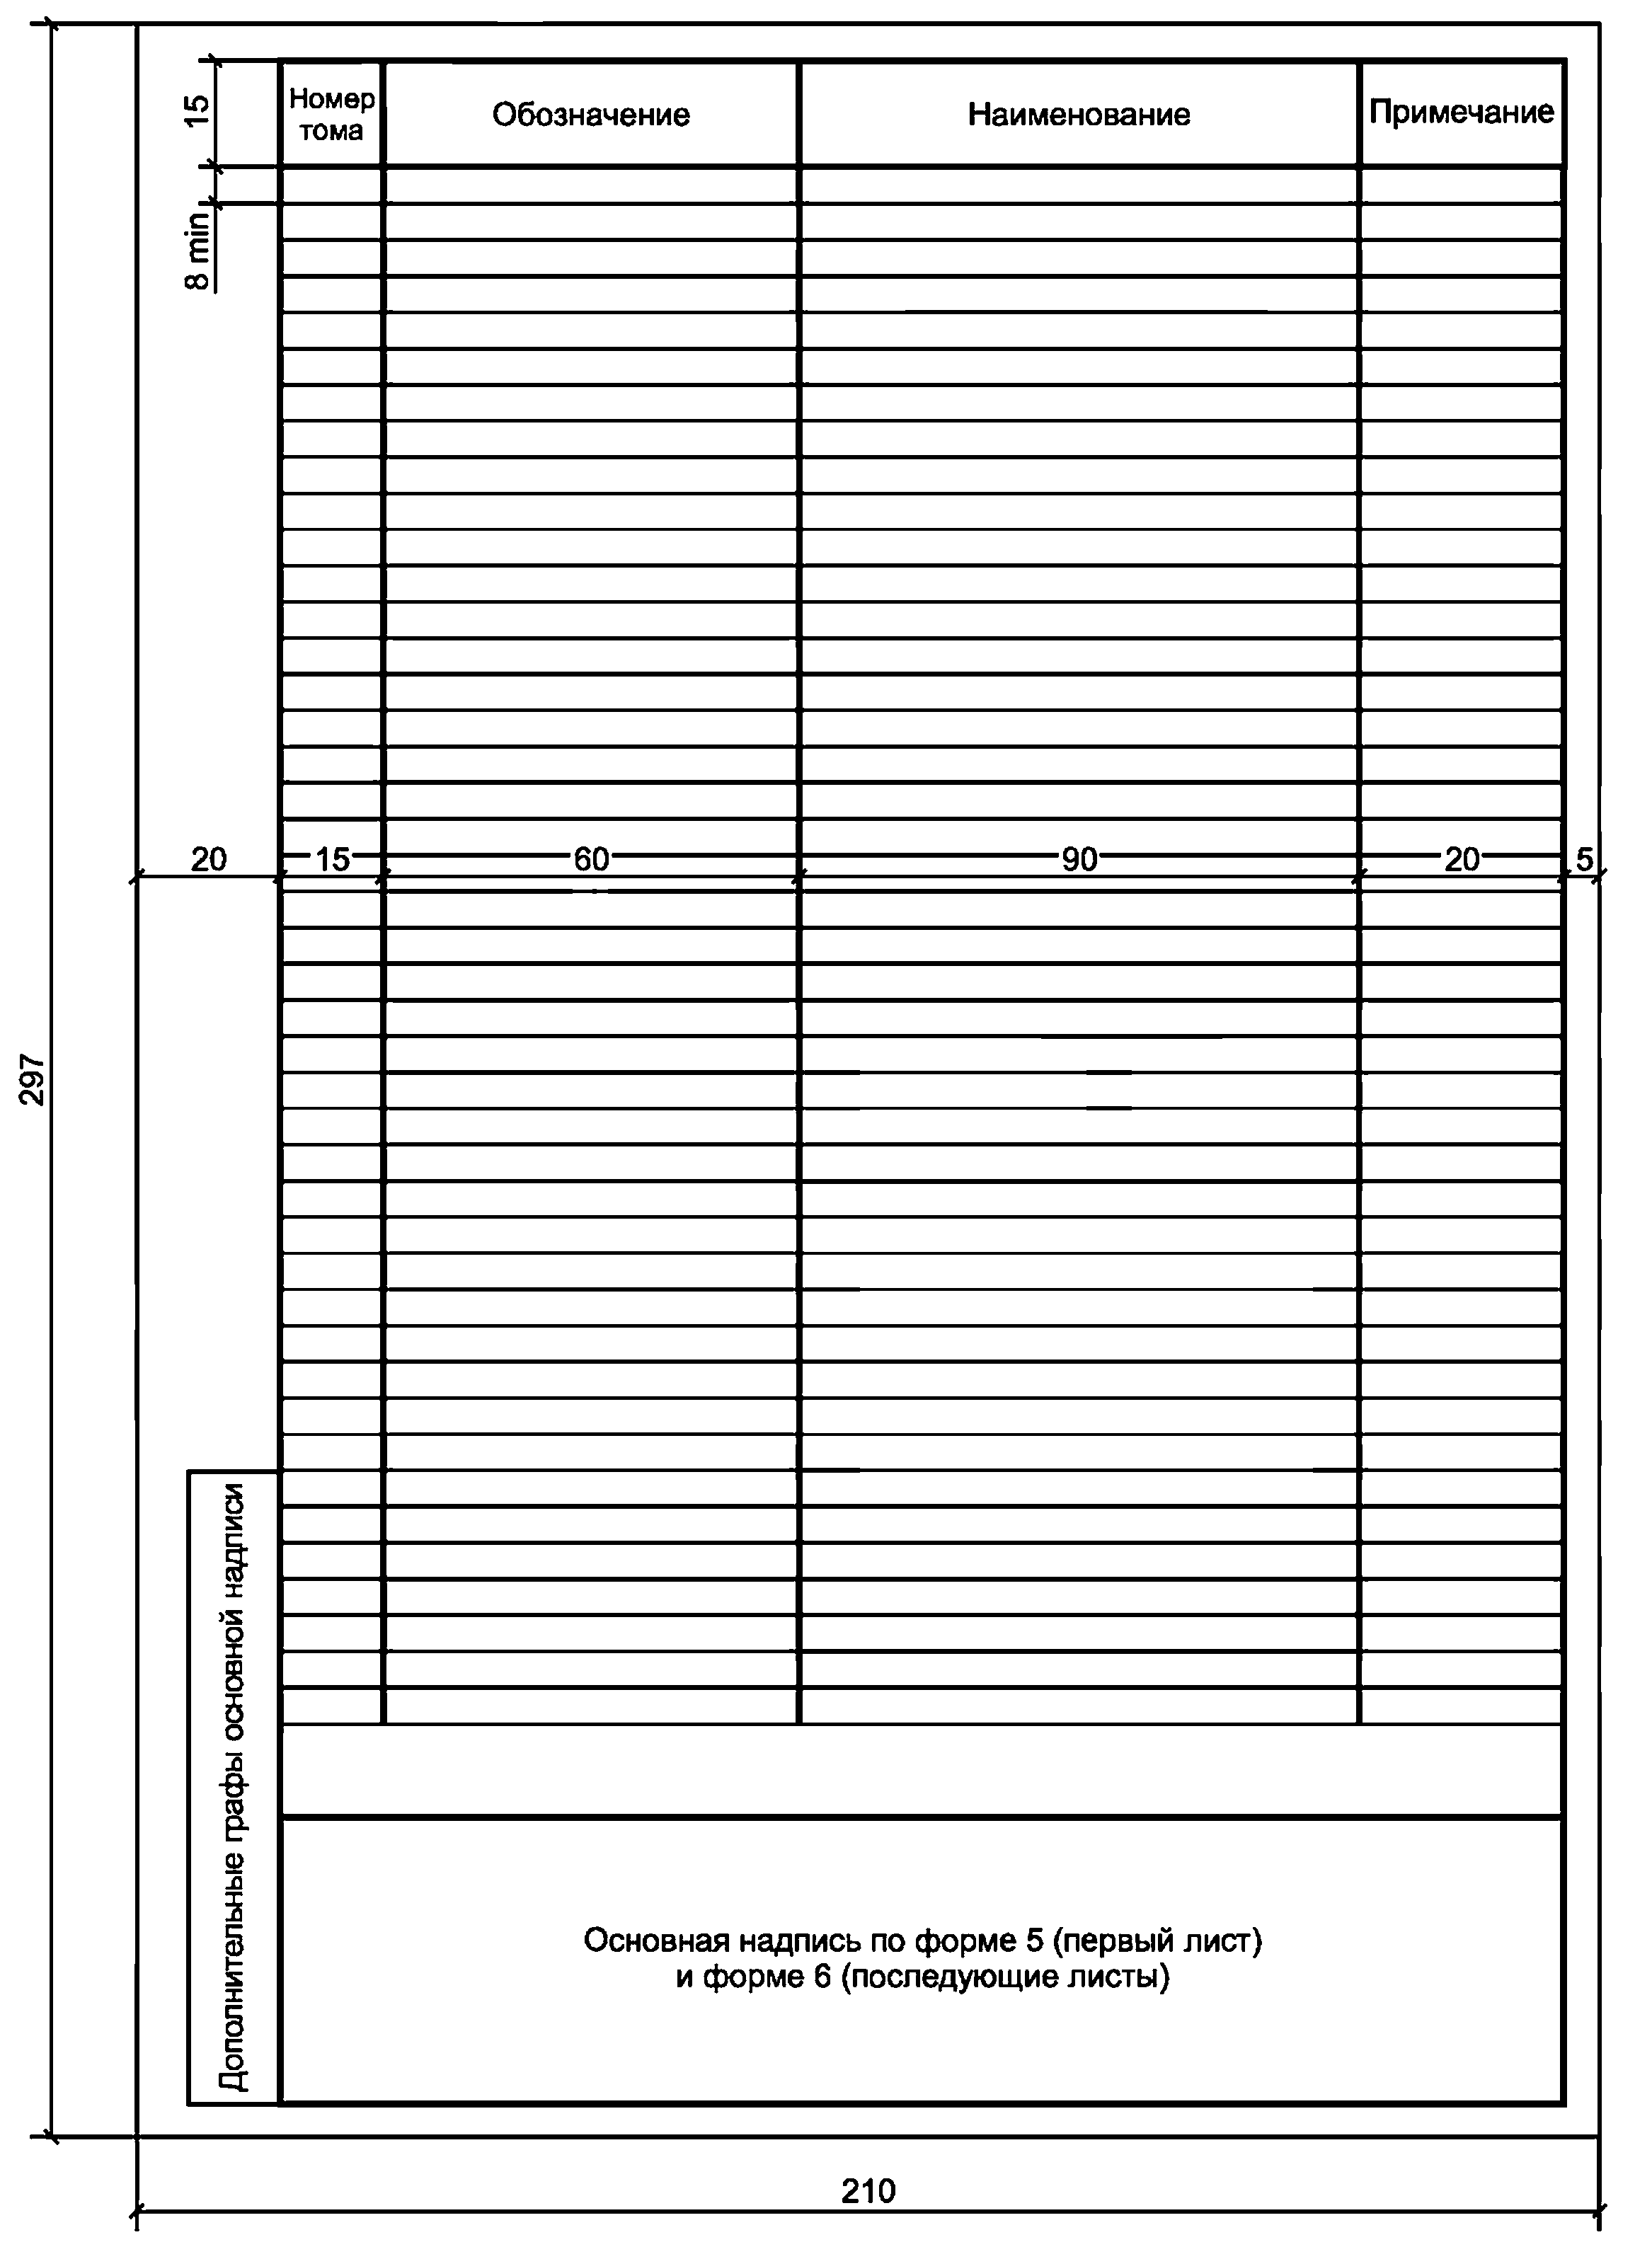 Номер
тома
Обозначение
Наименование
Примечание
15
8 min
20
15
60
90
20
5
297
Дополнительные графы основной надписи
Основная надпись по форме 5 (первый лист)
и форме 6 (последующие листы)
210